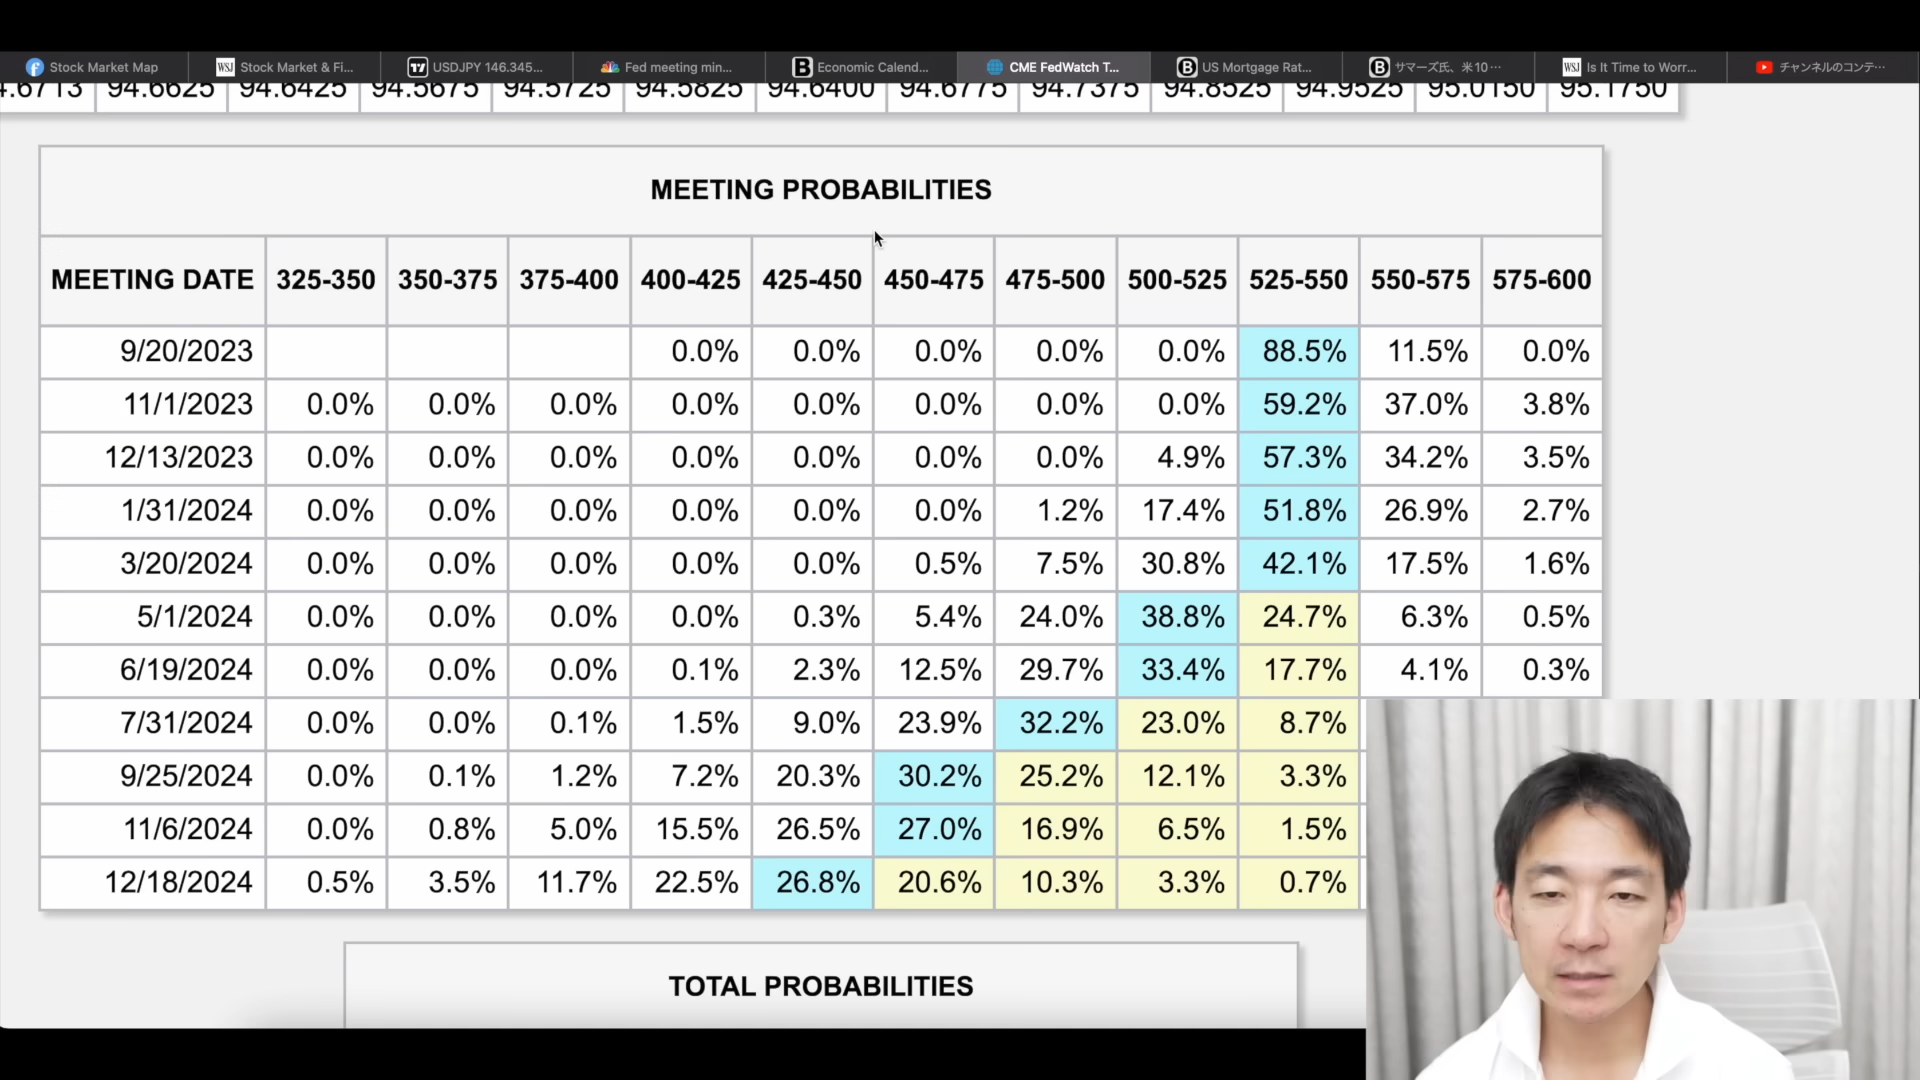 Stock Market Map
WSJ Stock Market & Fi...
USDJPY 146.345...
Fed meeting min...
B Economic Calend...
CME FedWatch T...
B US Mortgage Rat...
B サマーズ氏、米10…
WSJ Is It Time to Worr...
チャンネルのコンテ…
4.6713 94.6625 94.6425 94.5675 94.5725 94.5825 94.6400 94.6775 94.7375 94.8525 94.9525 95.0150 95.1750
MEETING PROBABILITIES
MEETING DATE 325-350 350-375 375-400 400-425 425-450 450-475 475-500 500-525 525-550 550-575 575-600
9/20/2023 0.0% 0.0% 0.0% 0.0% 0.0% 88.5% 11.5% 0.0%
11/1/2023 0.0% 0.0% 0.0% 0.0% 0.0% 0.0% 0.0% 0.0% 59.2% 37.0% 3.8%
12/13/2023 0.0% 0.0% 0.0% 0.0% 0.0% 0.0% 0.0% 4.9% 57.3% 34.2% 3.5%
1/31/2024 0.0% 0.0% 0.0% 0.0% 0.0% 0.0% 1.2% 17.4% 51.8% 26.9% 2.7%
3/20/2024 0.0% 0.0% 0.0% 0.0% 0.0% 0.5% 7.5% 30.8% 42.1% 17.5% 1.6%
5/1/2024 0.0% 0.0% 0.0% 0.0% 0.3% 5.4% 24.0% 38.8% 24.7% 6.3% 0.5%
6/19/2024 0.0% 0.0% 0.0% 0.1% 2.3% 12.5% 29.7% 33.4% 17.7% 4.1% 0.3%
7/31/2024 0.0% 0.0% 0.1% 1.5% 9.0% 23.9% 32.2% 23.0% 8.7%
9/25/2024 0.0% 0.1% 1.2% 7.2% 20.3% 30.2% 25.2% 12.1% 3.3%
11/6/2024 0.0% 0.8% 5.0% 15.5% 26.5% 27.0% 16.9% 6.5% 1.5%
12/18/2024 0.5% 3.5% 11.7% 22.5% 26.8% 20.6% 10.3% 3.3% 0.7%
TOTAL PROBABILITIES